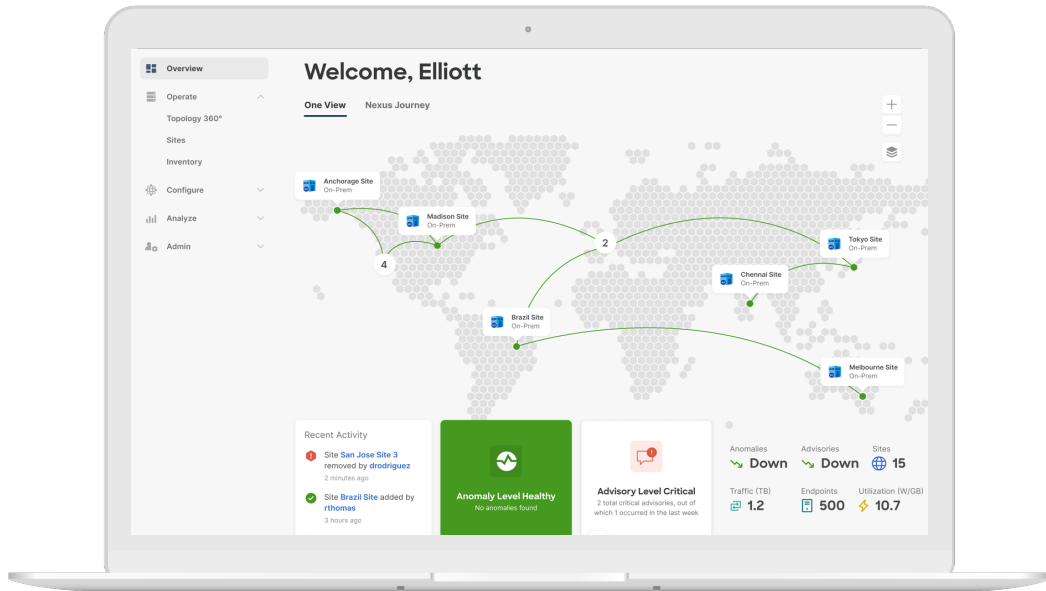 Overview
Operate
Topology 360°
Sites
Inventory
Configure
Analyze
Admin
Welcome, Elliott
One View
Nexus Journey
Anchorage Site
On-Prem
Madison Site
On-Prem
2
4
Tokyo Site
On-Prem
Chennai Site
On-Prem
Brazil Site
On-Prem
Melbourne Site
On-Prem
Recent Activity
Site San Jose Site 3
removed by drodriguez
2 minutes ago
Site Brazil Site added by
rthomas
3 hours ago
Anomaly Level Healthy
No anomalies found
Advisory Level Critical
2 total critical advisories, out of
which 1 occurred in the last week
Anomalies
Down
Advisories
Down
Sites
15
Traffic (TB)
1.2
Endpoints
500
Utilization (W/GB)
10.7